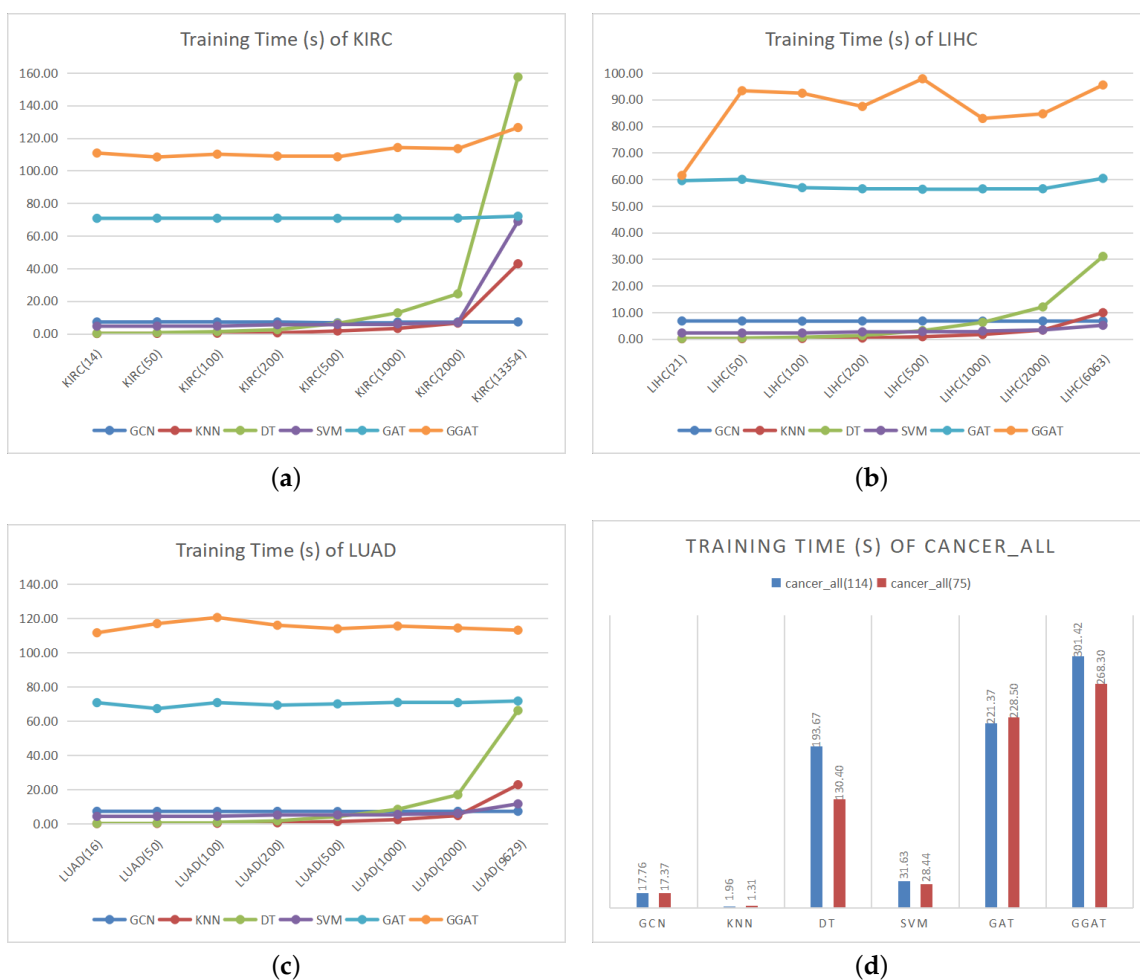 Training Time (s) of KIRC
160.00
140.00
120.00
100.00
80.00
60.00
40.00
20.00
0.00
KIRC(14) KIRC(50) KIRC(100) KIRC(200) KIRC(500) KIRC(1000) KIRC(2000) KIRC(13354)
GCN KNN DT SVM GAT GGAT
(a)
Training Time (s) of LIHC
100.00
90.00
80.00
70.00
60.00
50.00
40.00
30.00
20.00
10.00
0.00
LIHC(21) LIHC(50) LIHC(100) LIHC(200) LIHC(500) LIHC(1000) LIHC(2000) LIHC(6063)
GCN KNN DT SVM GAT GGAT
(b)
Training Time (s) of LUAD
140.00
120.00
100.00
80.00
60.00
40.00
20.00
0.00
LUAD(16) LUAD(50) LUAD(100) LUAD(200) LUAD(500) LUAD(1000) LUAD(2000) LUAD(9629)
GCN KNN DT SVM GAT GGAT
(c)
TRAINING TIME (S) OF CANCER_ALL
cancer_all(114) cancer_all(75)
17.76 17.37 1.96 1.31 193.67 130.40 31.63 28.44 221.37 228.50 301.42 268.30
GCN KNN DT SVM GAT GGAT
(d)